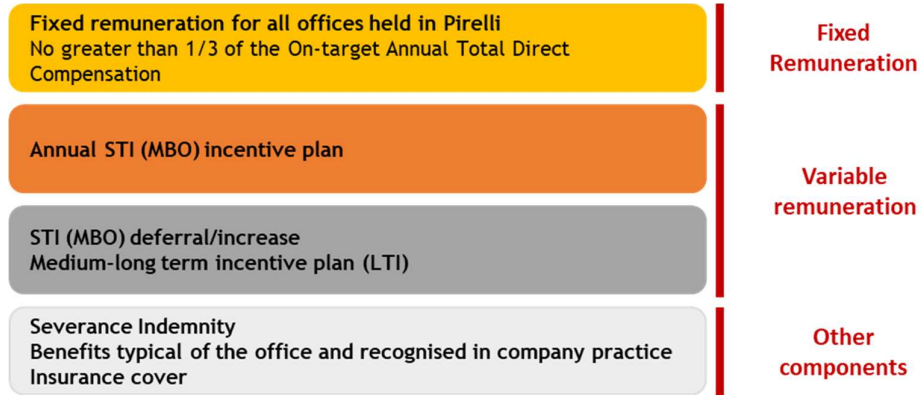 Fixed remuneration for all offices held in Pirelli
No greater than 1/3 of the On-target Annual Total Direct
Compensation
Fixed
Remuneration
Annual STI (MBO) incentive plan
STI (MBO) deferral/increase
Medium-long term incentive plan (LTI)
Variable
remuneration
Severance Indemnity
Benefits typical of the office and recognised in company practice
Insurance cover
Other
components